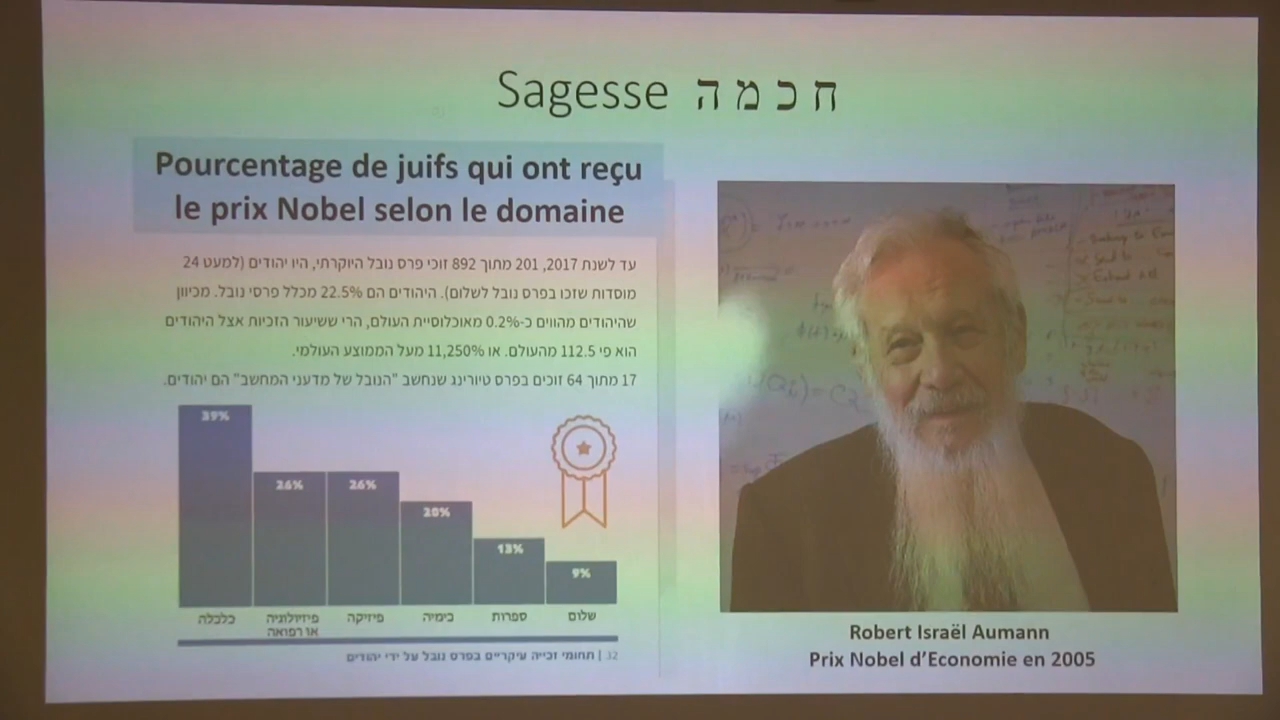 Sagesse חכמה
Pourcentage de juifs qui ont reçu
le prix Nobel selon le domaine
עד לשנת 2017, 201 מתוך 892 זוכי פרס נובל היוקרתי, היו יהודים (למעט 24
מוסדות שזכו בפרס נובל לשלום). היהודים הם 22.5% מכלל פרסי נובל. מכיוון
שהיהודים מהווים כ-0.2% מאוכלוסיית העולם, הרי ששיעור הזכיות אצל היהודים
הוא פי 112.5 מהעולם. או 11,250% מעל הממוצע העולמי.
17 מתוך 64 זוכים בפרס טיורינג שנחשב "הנובל של מדעני המחשב" הם יהודים.
39%
26%
26%
20%
13%
9%
כלכלה
פיזיולוגיה
או רפואה
פיזיקה
כימיה
ספרות
שלום
32 | תחומי זכייה עיקריים בפרס נובל על ידי יהודים
Robert Israël Aumann
Prix Nobel d'Economie en 2005